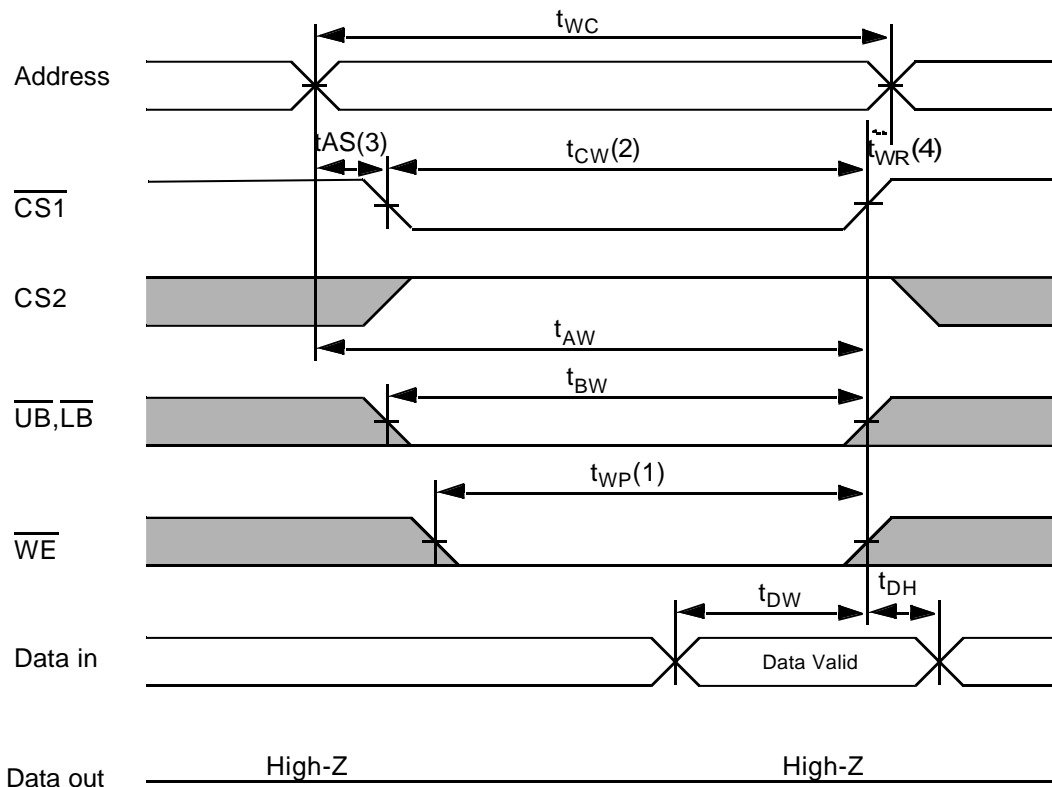 tWC
Address
tAS(3) tCW(2) tWR(4)
CS1
CS2
tAW
tBW
UB,LB
tWP(1)
WE
tDW tDH
Data in Data Valid
Data out High-Z High-Z